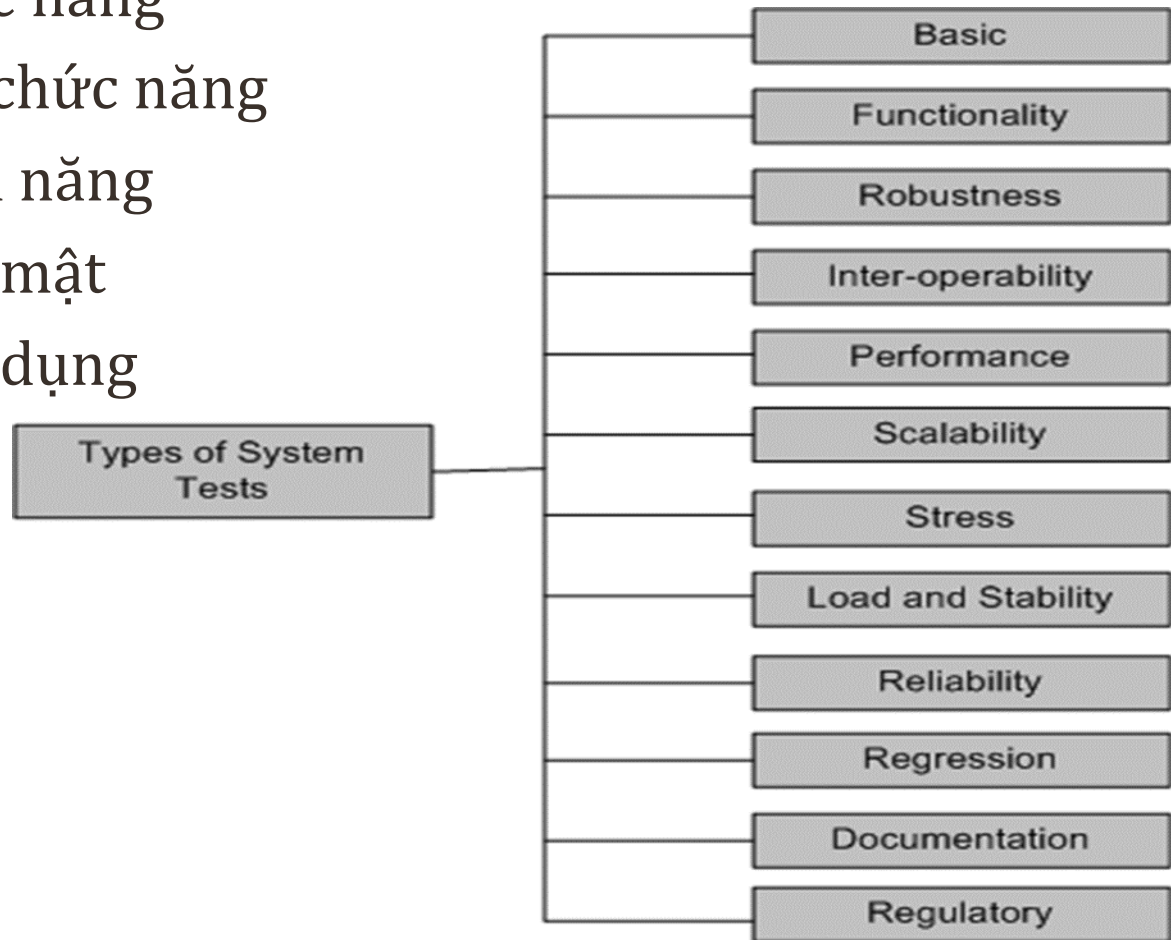 năng
chức năng
năng
mật
dụng
Types of System
Tests
Basic
Functionality
Robustness
Inter-operability
Performance
Scalability
Stress
Load and Stability
Reliability
Regression
Documentation
Regulatory